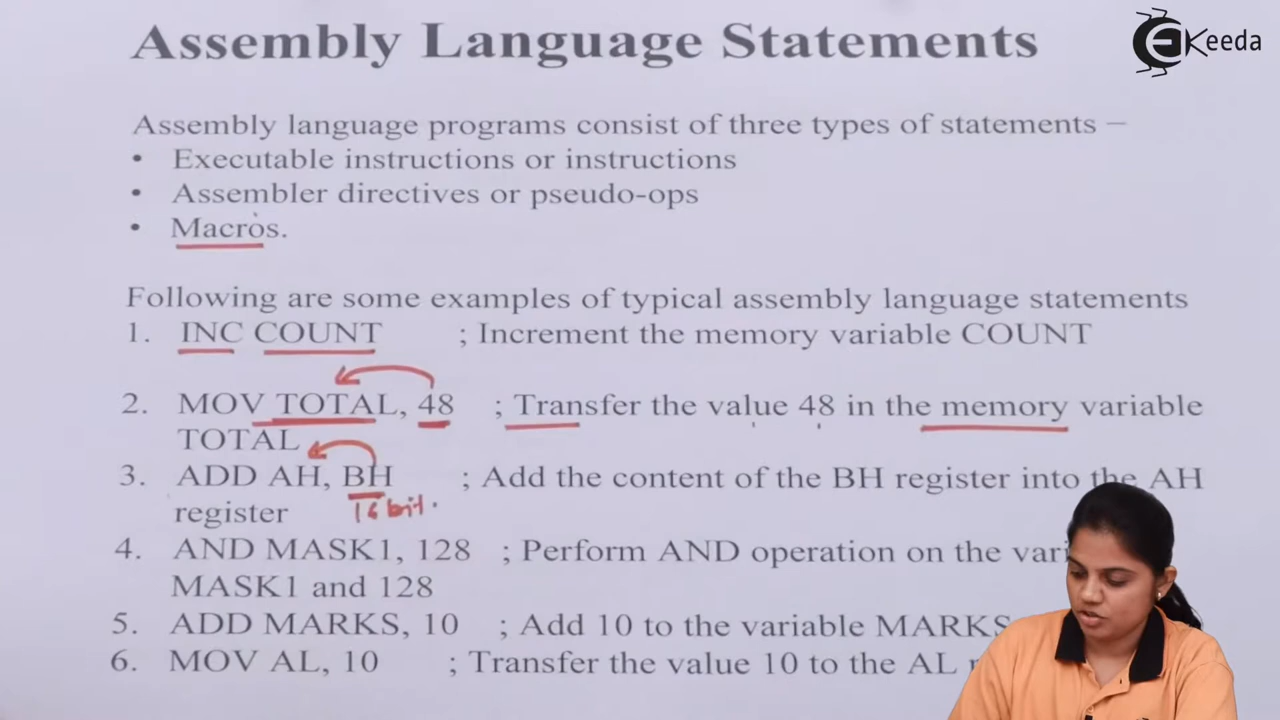 Assembly Language Statements
eKeeda
Assembly language programs consist of three types of statements –
• Executable instructions or instructions
• Assembler directives or pseudo-ops
• Macros.
Following are some examples of typical assembly language statements
1. INC COUNT ; Increment the memory variable COUNT
2. MOV TOTAL, 48 ; Transfer the value 48 in the memory variable
TOTAL
3. ADD AH, BH ; Add the content of the BH register into the AH
register 16 bit.
4. AND MASK1, 128 ; Perform AND operation on the
MASK1 and 128
5. ADD MARKS, 10 ; Add 10 to the variable MARKS
6. MOV AL, 10 ; Transfer the value 10 to the AL